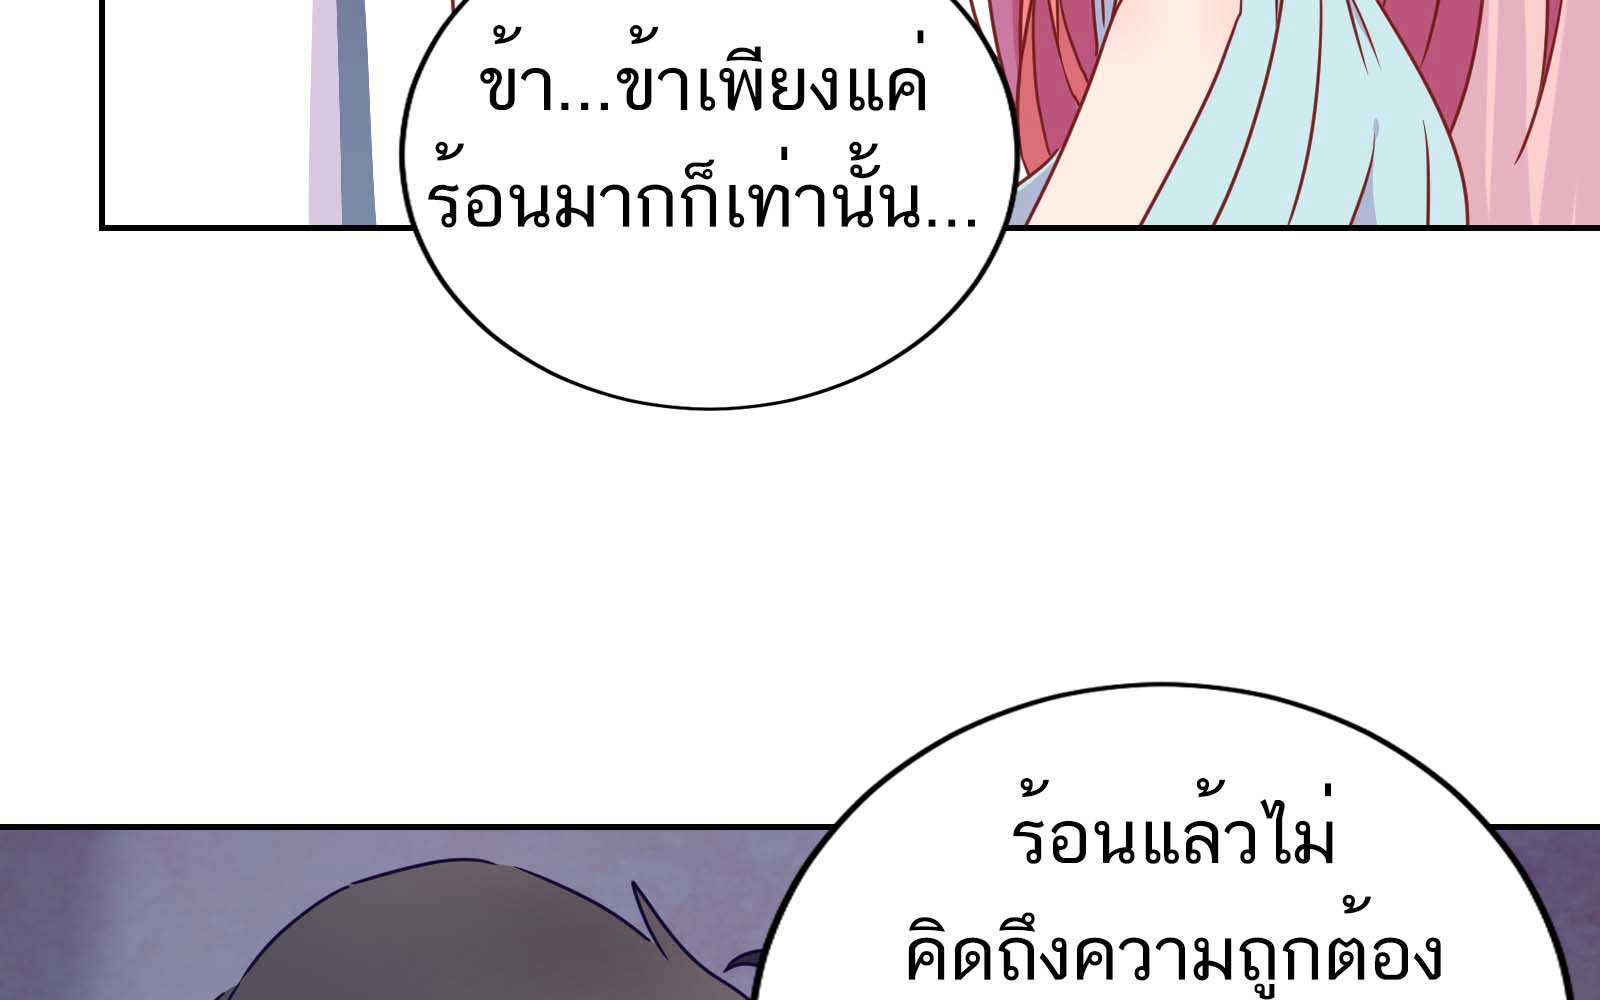 ข้า...ข้าเพียงแค่
ร้อนมากก็เท่านั้น...
ร้อนแล้วไม่
คิดถึงความถูกต้อง